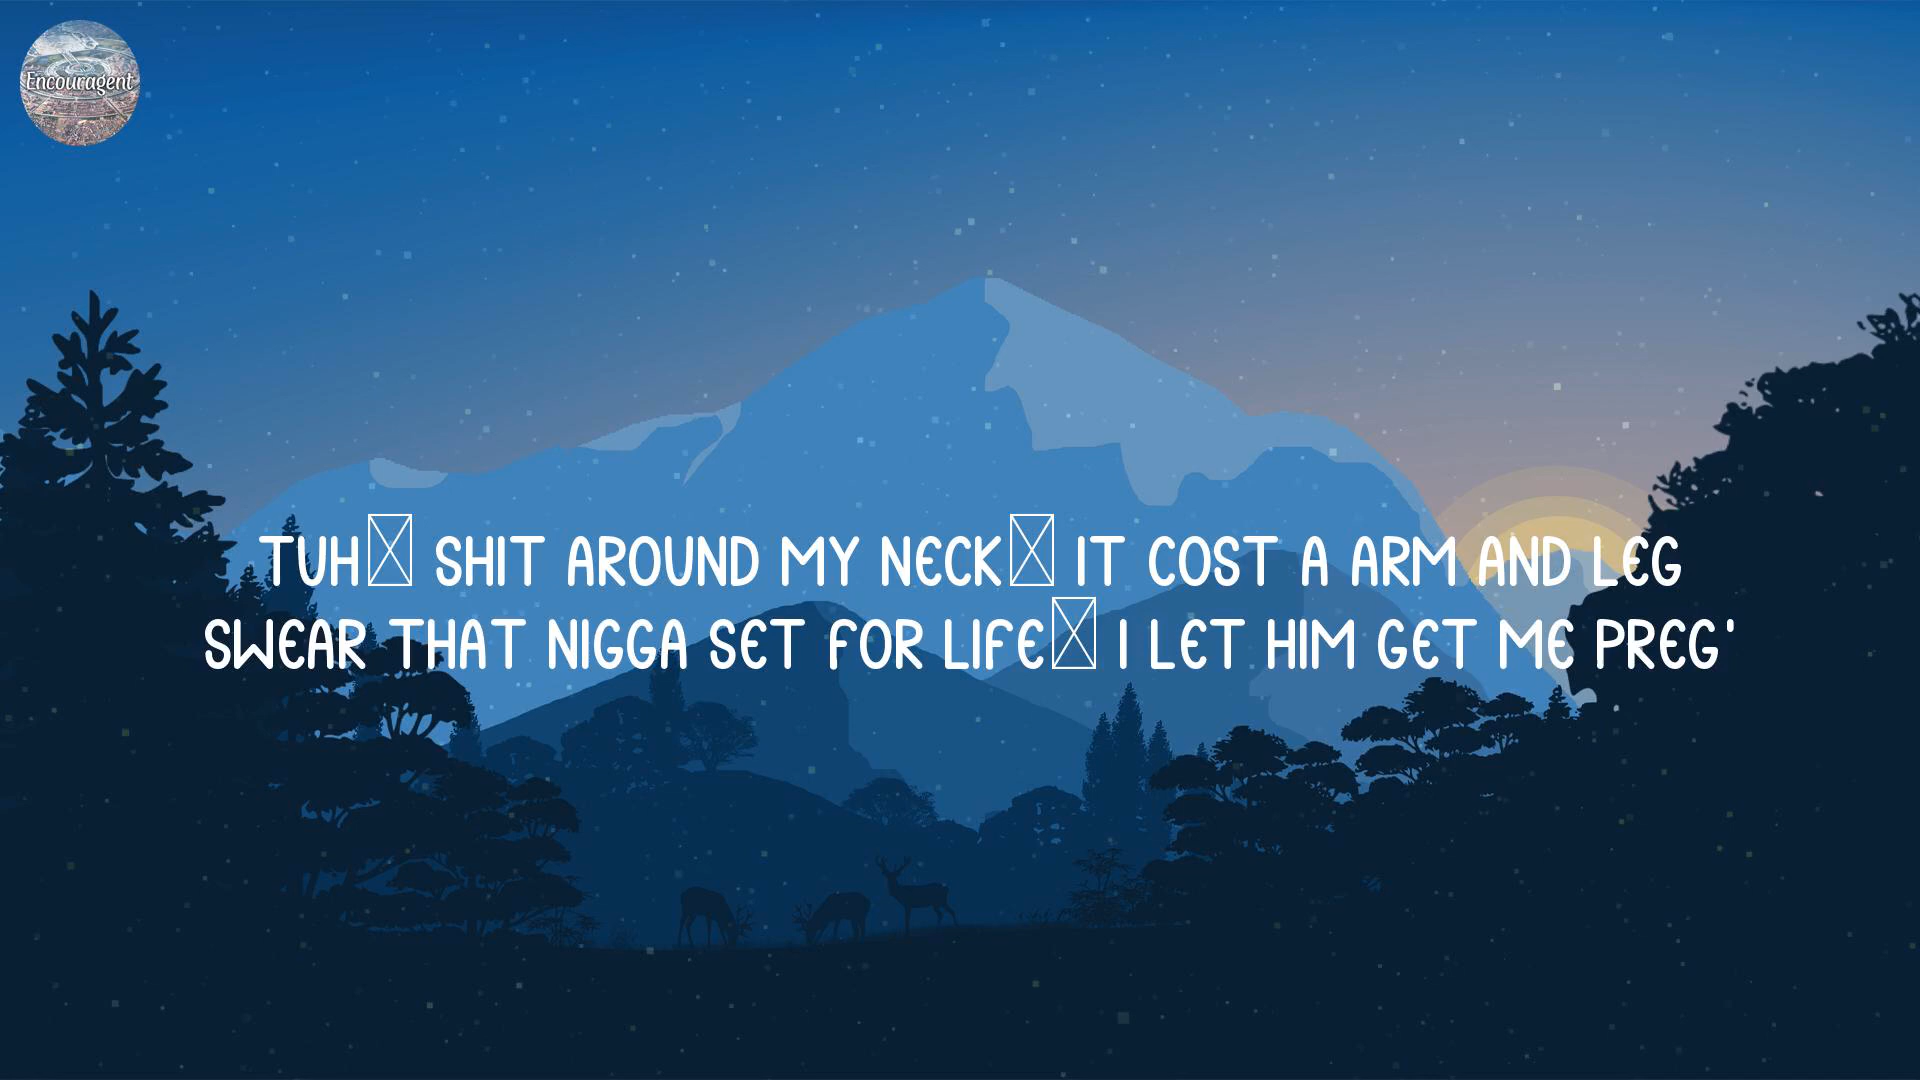 Encouragent
TUH☒ SHIT AROUND MY NECK☒ IT COST A ARM AND LEG
SWEAR THAT NIGGA SET FOR LIFE☒ I LET HIM GET ME PREG'